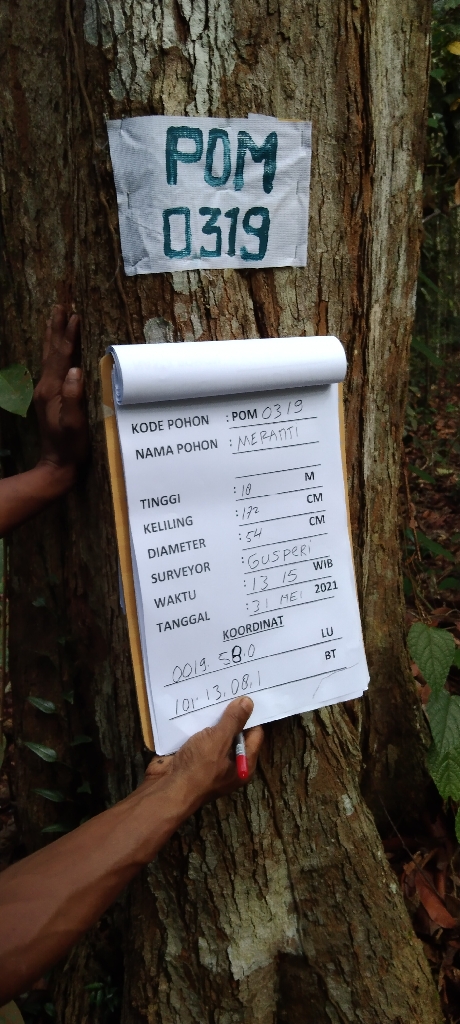 POM
0319
KODE POHON : POM 0319
NAMA POHON : MERANTI
TINGGI : 18 M
KELILING : 172 CM
DIAMETER : 54 CM
SURVEYOR : GUSPERI
WAKTU : 13 15 WIB
TANGGAL : 31 MEI 2021
KOORDINAT
0019. 58.0 LU
101. 13. 08.1 BT